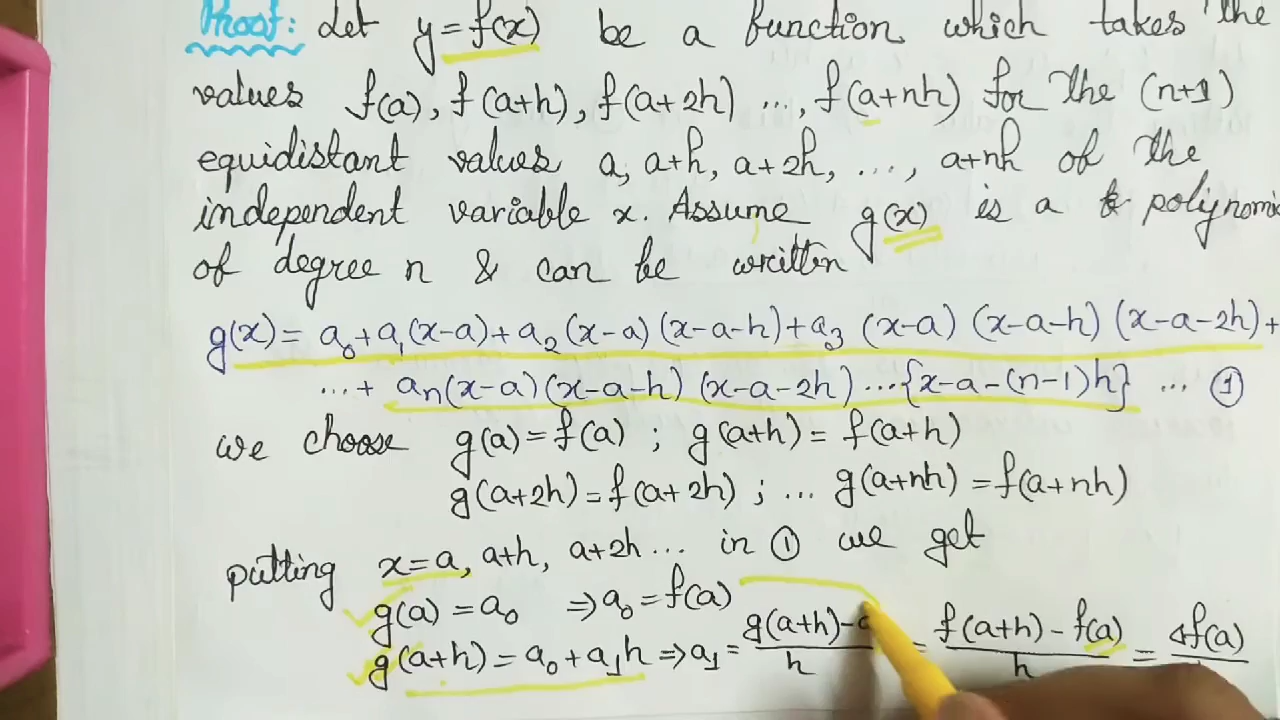 Proof: Let y=f(x) be a function which takes the
values f(a), f(a+h), f(a+2h) ..., f(a+nh) for the (n+1)
equidistant values a, a+h, a+2h, ..., a+nh of the
independent variable x. Assume g(x) is a polynomi
of degree n & can be written
g(x)= a₀+a₁(x-a)+a₂(x-a)(x-a-h)+a₃(x-a)(x-a-h)(x-a-2h)+
...+ aₙ(x-a)(x-a-h)(x-a-2h)...{x-a-(n-1)h} ... ①
we choose g(a)=f(a) ; g(a+h)= f(a+h)
g(a+2h)=f(a+2h) ; ... g(a+nh)=f(a+nh)
putting x=a, a+h, a+2h... in ① we get
g(a)=a₀ ⇒a₀=f(a)
g(a+h)=a₀+a₁h ⇒a₁= g(a+h)-/h = f(a+h)-f(a)/h = Δf(a)/